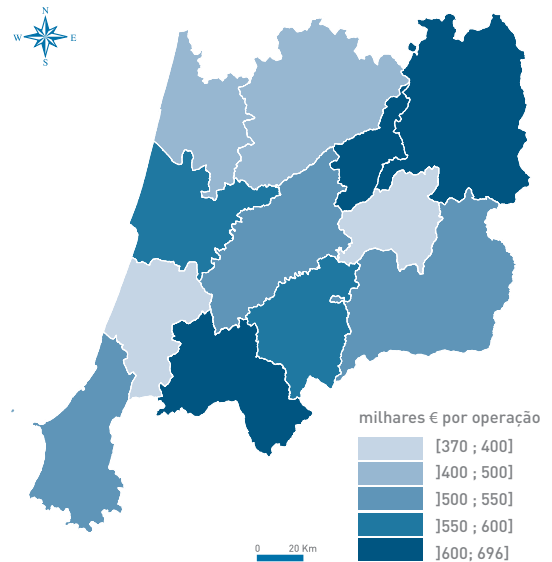 N
W E
S
milhares € por operação
]370 ; 400]
]400 ; 500]
]500 ; 550]
]550 ; 600]
]600; 696]
0 20 Km